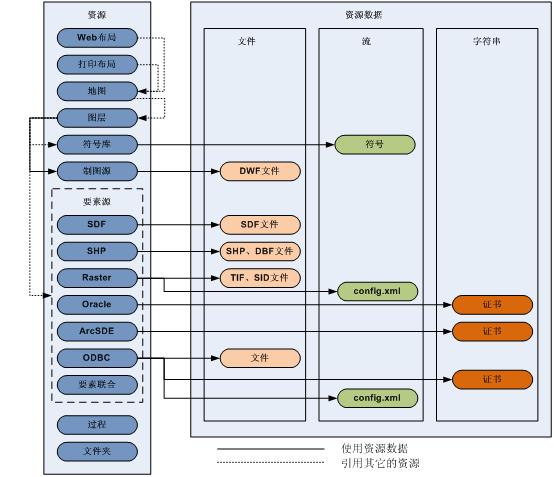 资源
Web布局
打印布局
地图
图层
符号库
制图源
要素源
SDF
SHP
Raster
Oracle
ArcSDE
ODBC
要素联合
过程
文件夹
资源数据
文件
流
字符串
符号
DWF文件
SDF文件
SHP、DBF文件
TIF、SID文件
config.xml
证书
证书
文件
证书
config.xml
使用资源数据
引用其它的资源